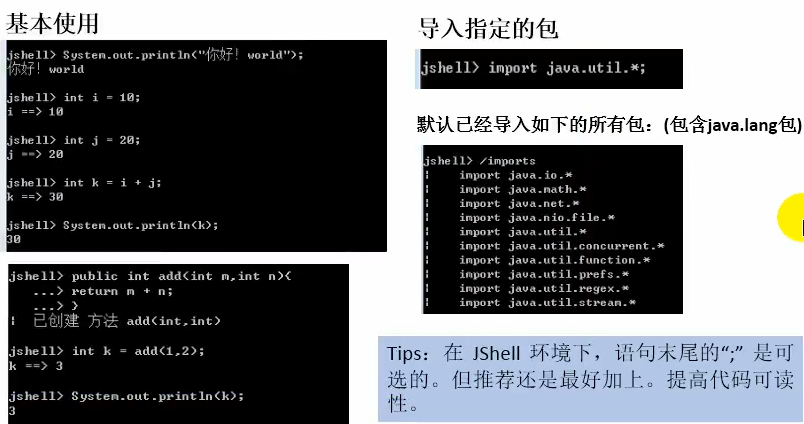 基本使用
jshell> System.out.println("你好！world");
你好！world
jshell> int i = 10;
i ==> 10
jshell> int j = 20;
j ==> 20
jshell> int k = i + j;
k ==> 30
jshell> System.out.println(k);
30
jshell> public int add(int m,int n){
...> return m + n;
...> }
|  已创建 方法 add(int,int)
jshell> int k = add(1,2);
k ==> 3
jshell> System.out.println(k);
3
导入指定的包
jshell> import java.util.*;
默认已经导入如下的所有包：(包含java.lang包)
jshell> /imports
|    import java.io.*
|    import java.math.*
|    import java.net.*
|    import java.nio.file.*
|    import java.util.*
|    import java.util.concurrent.*
|    import java.util.function.*
|    import java.util.prefs.*
|    import java.util.regex.*
|    import java.util.stream.*
Tips：在 JShell 环境下，语句末尾的“;” 是可
选的。但推荐还是最好加上。提高代码可读
性。